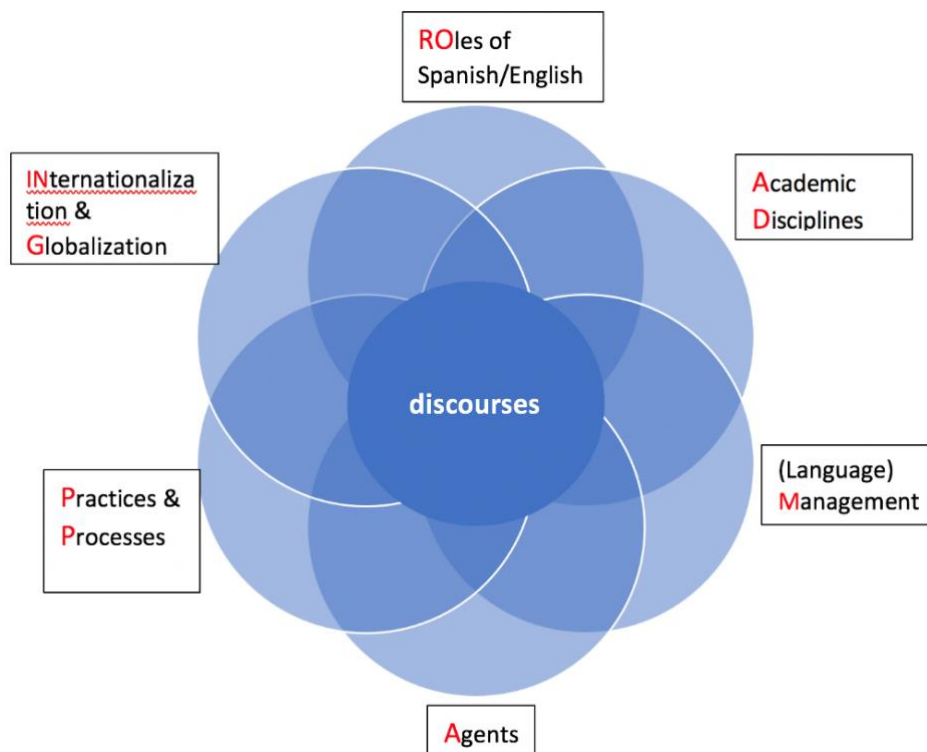 ROles of
Spanish/English
Academic
Disciplines
(Language)
Management
Agents
Practices &
Processes
INternationaliza
tion &
Globalization
discourses